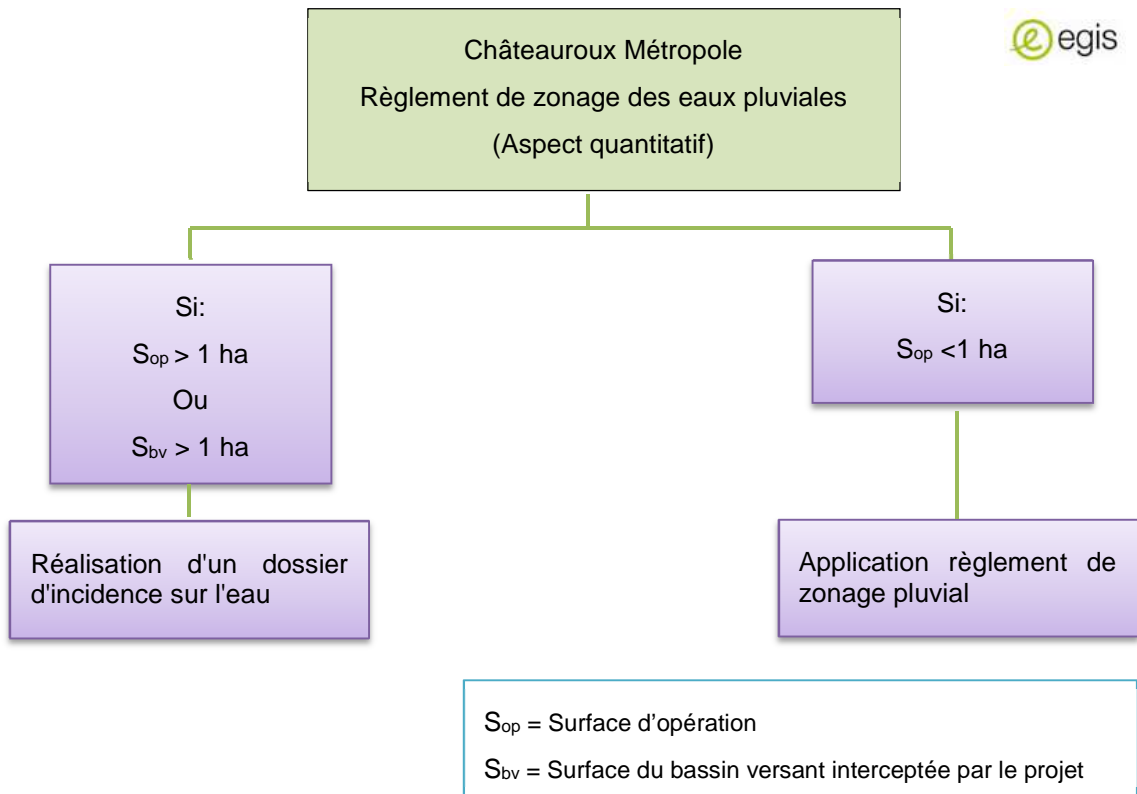 Châteauroux Métropole
Règlement de zonage des eaux pluviales
(Aspect quantitatif)
egis
Si:
Sop > 1 ha
Ou
Sbv > 1 ha
Si:
Sop <1 ha
Réalisation d'un dossier
d'incidence sur l'eau
Application règlement de
zonage pluvial
Sop = Surface d’opération
Sbv = Surface du bassin versant interceptée par le projet